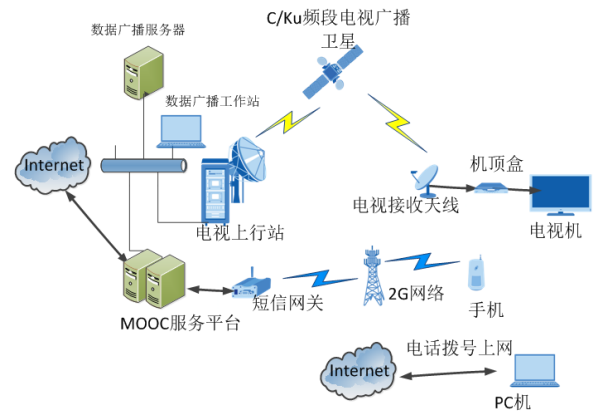 C/Ku频段电视广播
卫星
数据广播服务器
数据广播工作站
Internet
机顶盒
电视接收天线
电视机
电视上行站
短信网关
2G网络
手机
MOOC服务平台
电话拨号上网
Internet
PC机